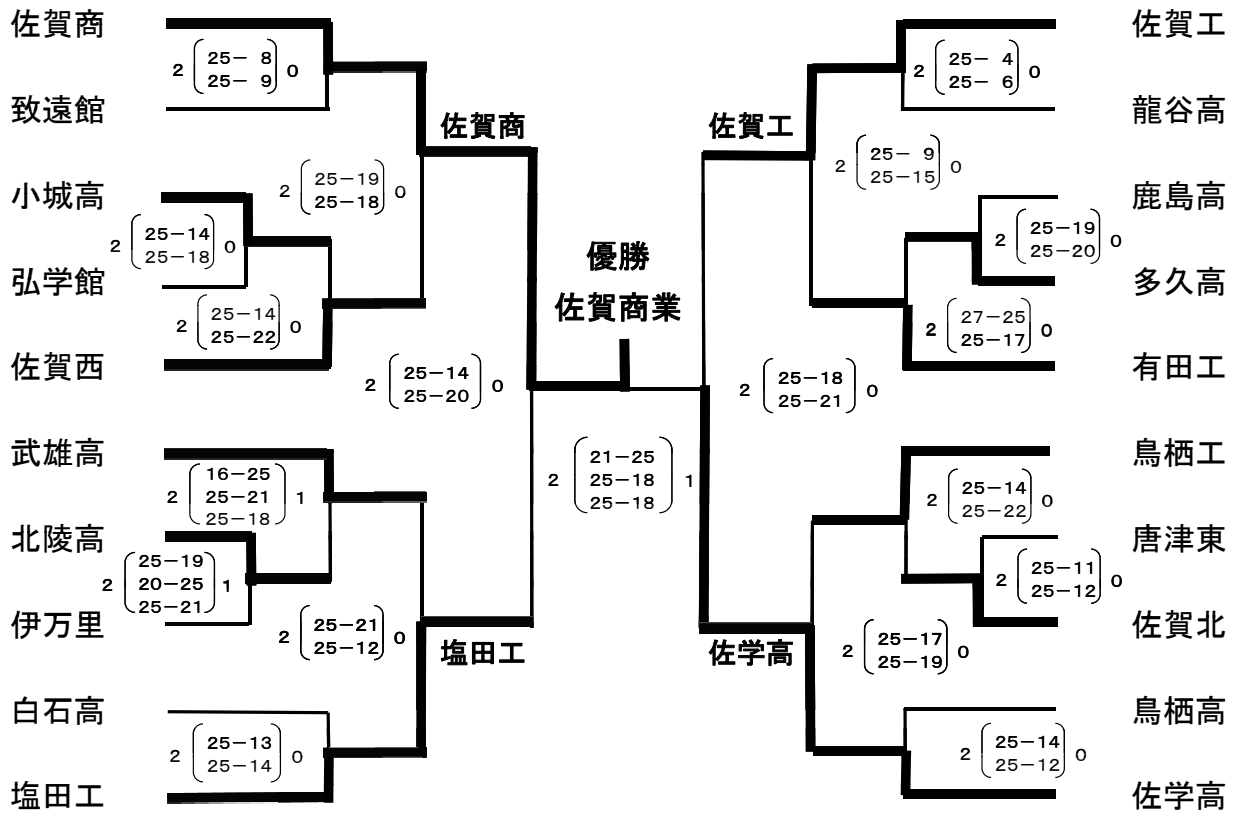 佐賀商
致遠館
小城高
弘学館
佐賀西
武雄高
北陵高
伊万里
白石高
塩田工
2 25－ 8 0
25－ 9
2 25－19 0
25－18
2 25－14 0
25－18
2 25－14 0
25－22
2 25－14 0
25－20
2 16－25 1
25－21
25－18
2 25－19 1
20－25
25－21
2 25－21 0
25－12
2 25－13 0
25－14
佐賀商
塩田工
優勝
佐賀商業
2 21－25 1
25－18
25－18
佐賀工
佐学高
2 25－ 4 0
25－ 6
2 25－ 9 0
25－15
2 25－19 0
25－20
2 27－25 0
25－17
2 25－18 0
25－21
2 25－14 0
25－22
2 25－11 0
25－12
2 25－17 0
25－19
2 25－14 0
25－12
佐賀工
龍谷高
鹿島高
多久高
有田工
鳥栖工
唐津東
佐賀北
鳥栖高
佐学高